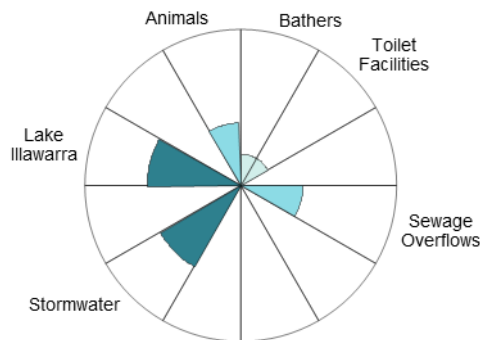 Animals
Bathers
Toilet
Facilities
Lake
Illawarra
Sewage
Overflows
Stormwater